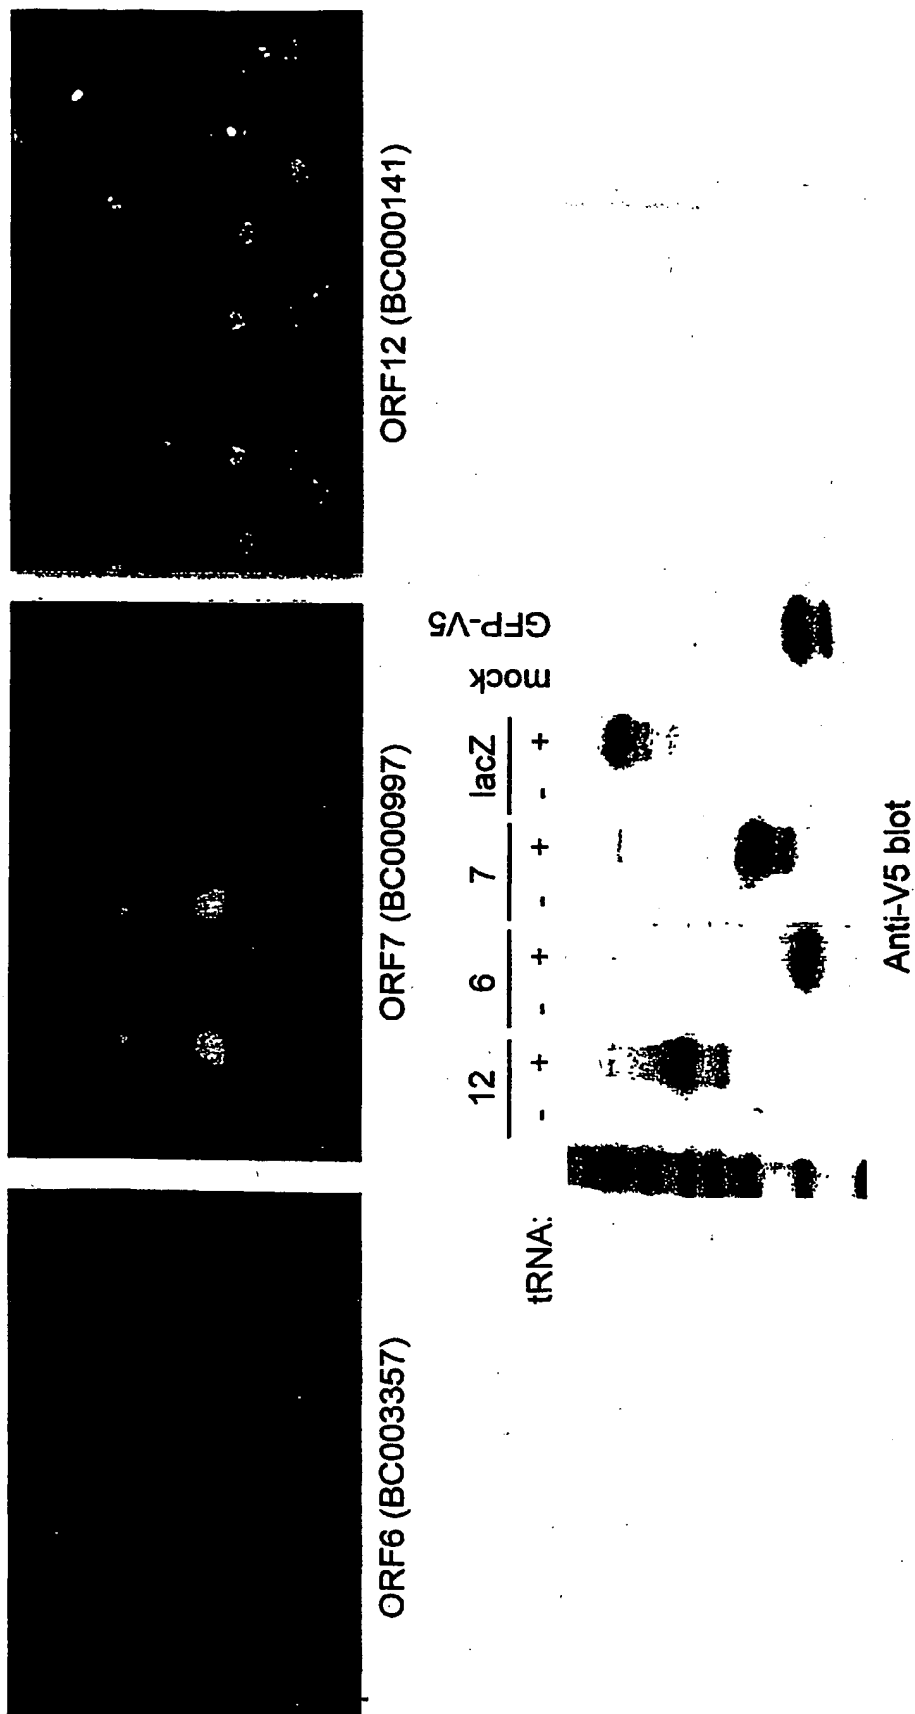 ORF6 (BC003357)
ORF7 (BC000997)
ORF12 (BC000141)
12 6 7 lacZ mock GFP-V5
tRNA: - + - + - + - +
Anti-V5 blot